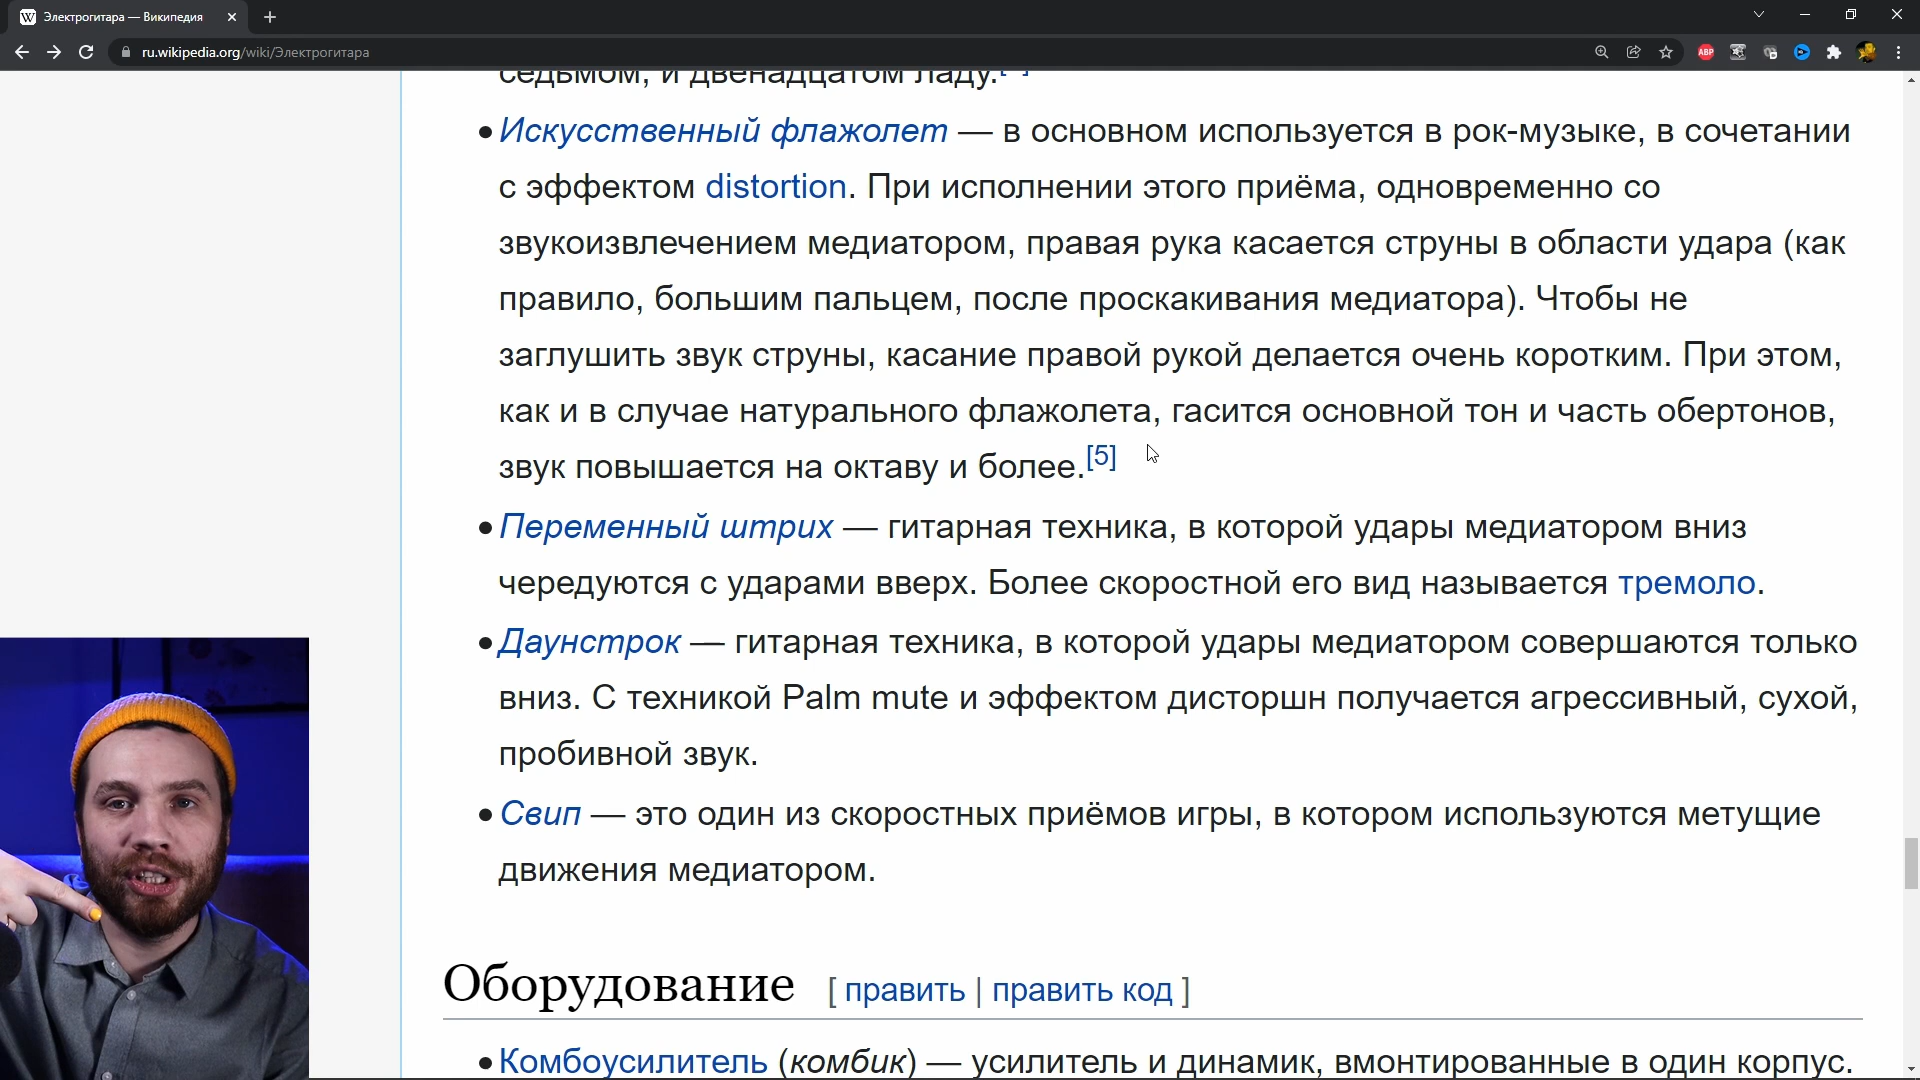 Электрогитара — Википедия
ru.wikipedia.org/wiki/Электрогитара
ABP
седьмом, и двенадцатом ладу.
Искусственный флажолет — в основном используется в рок-музыке, в сочетании
с эффектом distortion. При исполнении этого приёма, одновременно со
звукоизвлечением медиатором, правая рука касается струны в области удара (как
правило, большим пальцем, после проскакивания медиатора). Чтобы не
заглушить звук струны, касание правой рукой делается очень коротким. При этом,
как и в случае натурального флажолета, гасится основной тон и часть обертонов,
звук повышается на октаву и более.[5]
Переменный штрих — гитарная техника, в которой удары медиатором вниз
чередуются с ударами вверх. Более скоростной его вид называется тремоло.
Даунстрок — гитарная техника, в которой удары медиатором совершаются только
вниз. С техникой Palm mute и эффектом дисторшн получается агрессивный, сухой,
пробивной звук.
Свип — это один из скоростных приёмов игры, в котором используются метущие
движения медиатором.
Оборудование [ править | править код ]
Комбоусилитель (комбик) — усилитель и динамик, вмонтированные в один корпус.